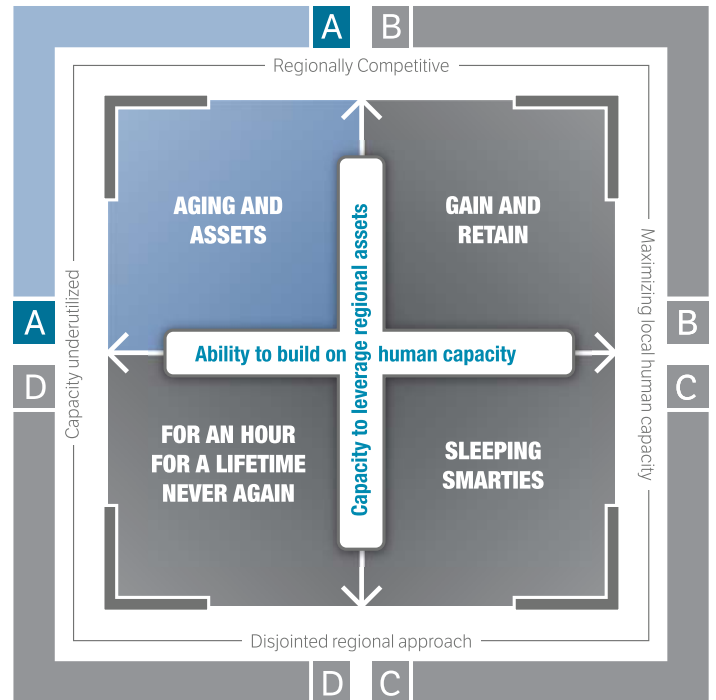 A
B
Regionally Competitive
AGING AND
ASSETS
GAIN AND
RETAIN
Capacity underutilized
Maximizing local human capacity
A
B
Ability to build on human capacity
Capacity to leverage regional assets
D
C
FOR AN HOUR
FOR A LIFETIME
NEVER AGAIN
SLEEPING
SMARTIES
Disjointed regional approach
D
C